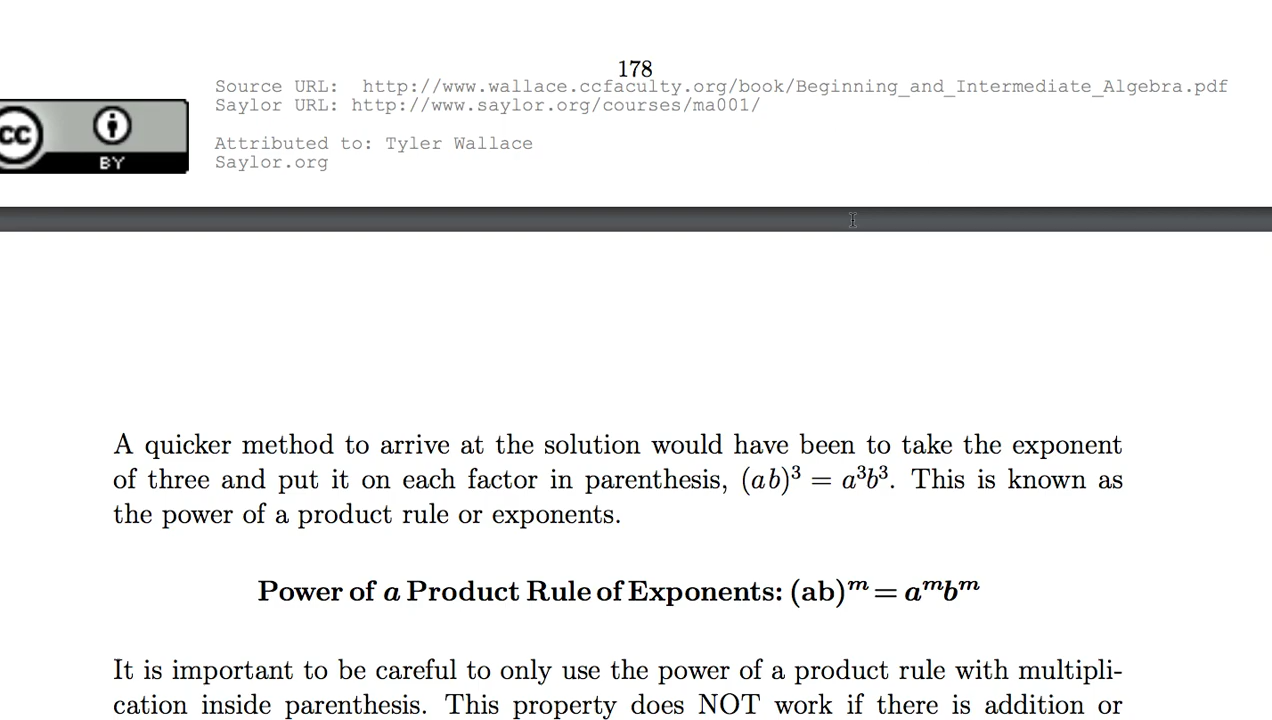 178
Source URL: http://www.wallace.ccfaculty.org/book/Beginning_and_Intermediate_Algebra.pdf
Saylor URL: http://www.saylor.org/courses/ma001/
Attributed to: Tyler Wallace
Saylor.org
cc
BY
A quicker method to arrive at the solution would have been to take the exponent
of three and put it on each factor in parenthesis, (ab)³ = a³b³. This is known as
the power of a product rule or exponents.
Power of a Product Rule of Exponents: (ab)ᵐ = aᵐbᵐ
It is important to be careful to only use the power of a product rule with multipli-
cation inside parenthesis. This property does NOT work if there is addition or